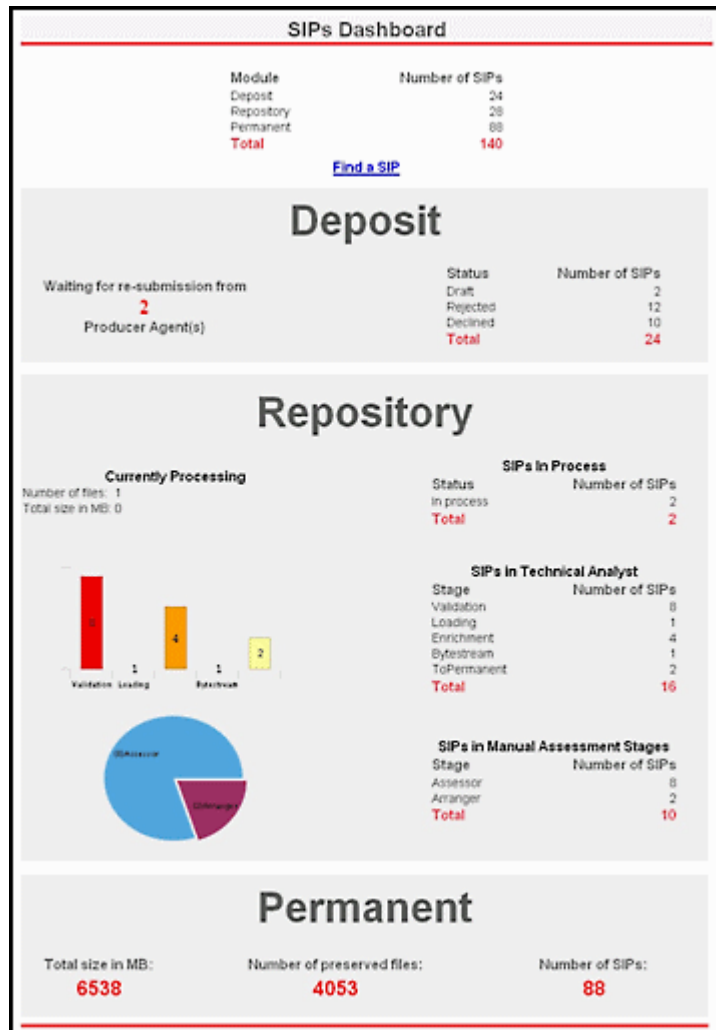 SIPs Dashboard
Module Number of SIPs
Deposit 24
Repository 28
Permanent 88
Total 140
Find a SIP
Deposit
Waiting for re-submission from
2
Producer Agent(s)
Status Number of SIPs
Draft 2
Rejected 12
Declined 10
Total 24
Repository
Currently Processing
Number of files: 1
Total size in MB: 0
SIPs In Process
Status Number of SIPs
In process 2
Total 2
SIPs in Technical Analyst
Stage Number of SIPs
Validation 8
Loading 1
Enrichment 4
Bytestream 1
ToPermanent 2
Total 16
8
1
4
1
2
Validation Loading Bytestream
SIPs in Manual Assessment Stages
Stage Number of SIPs
Assessor 8
Arranger 2
Total 10
(8)Assessor
(2)Arranger
Permanent
Total size in MB: Number of preserved files: Number of SIPs:
6538 4053 88